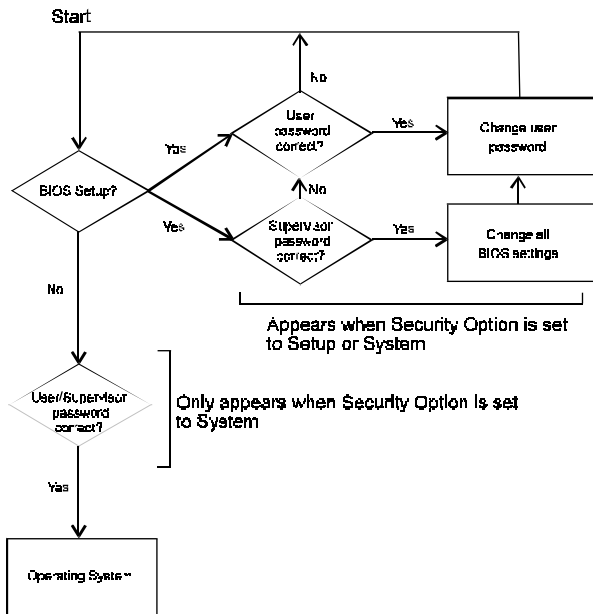 Start
No
User
password
correct?
Yes
Change user
password
Yes
BIOS Setup?
No
Yes
Supervisor
password
correct?
Yes
Change all
BIOS settings
No
Appears when Security Option is set
to Setup or System
User/Supervisor
password
correct?
Only appears when Security Option is set
to System
Yes
Operating System